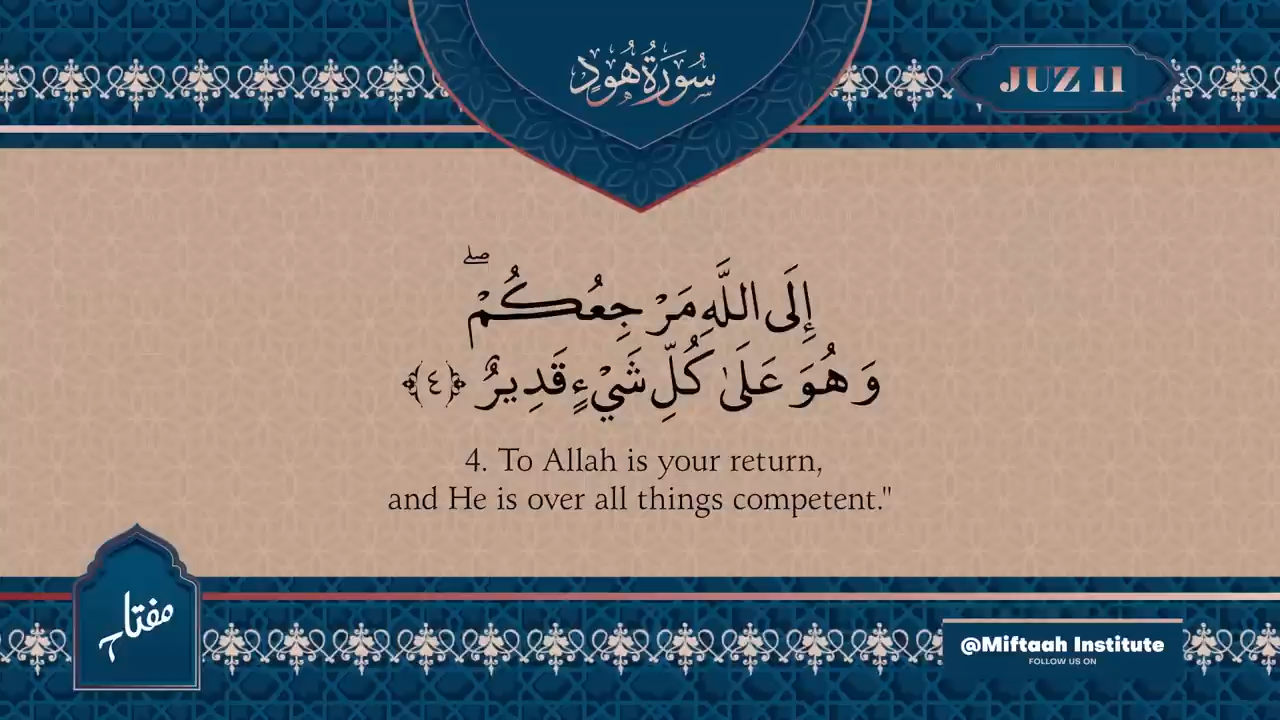 سُورَةُ هُودٍ
JUZ 11
إِلَى اللَّهِ مَرْجِعُكُمْ ۖ
وَهُوَ عَلَىٰ كُلِّ شَيْءٍ قَدِيرٌ ﴿٤﴾
4. To Allah is your return,
and He is over all things competent."
مفتاح
@Miftaah Institute
FOLLOW US ON